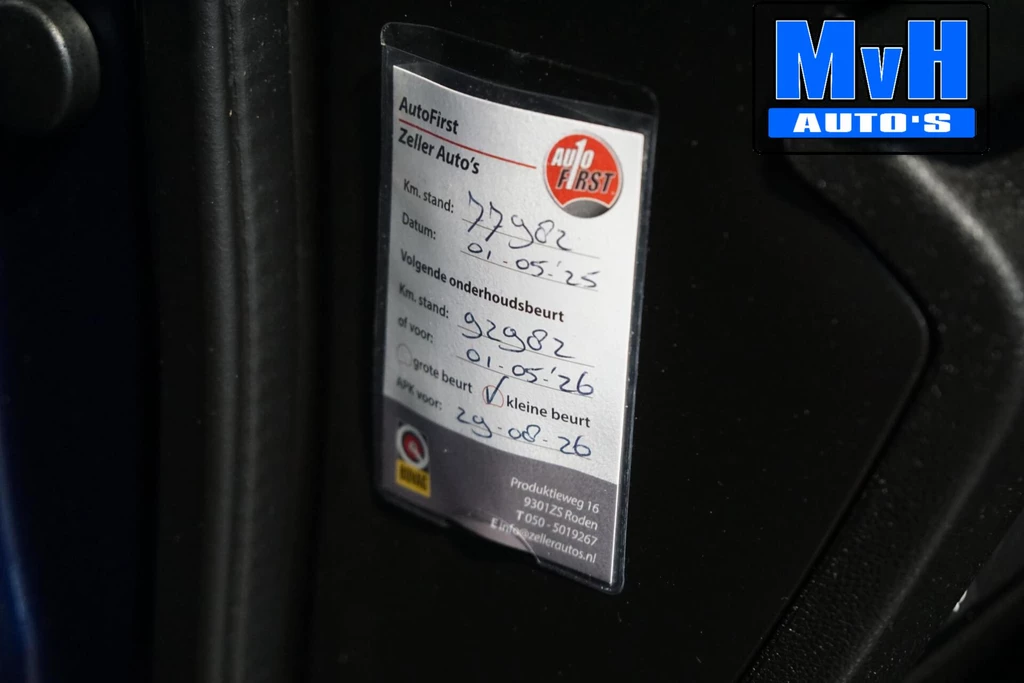 MvH
AUTO'S
AutoFirst
Zeller Auto's
AUTO
FIRST
Km. stand: 77982
Datum: 01-05-'25
Volgende onderhoudsbeurt
Km. stand: 92982
of voor: 01-05-'26
grote beurt kleine beurt
APK voor: 29-08-26
BOVAG
Produktieweg 16
9301ZS Roden
T 050 - 5019267
E info@zellerautos.nl